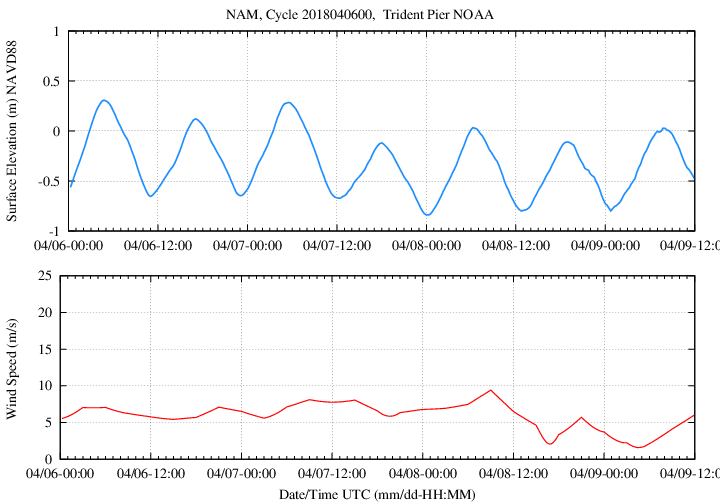 NAM, Cycle 2018040600,  Trident Pier NOAA
Surface Elevation (m) NAVD88
1
0.5
0
-0.5
-1
04/06-00:00 04/06-12:00 04/07-00:00 04/07-12:00 04/08-00:00 04/08-12:00 04/09-00:00 04/09-12:0
Wind Speed (m/s)
25
20
15
10
5
0
04/06-00:00 04/06-12:00 04/07-00:00 04/07-12:00 04/08-00:00 04/08-12:00 04/09-00:00 04/09-12:0
Date/Time UTC (mm/dd-HH:MM)